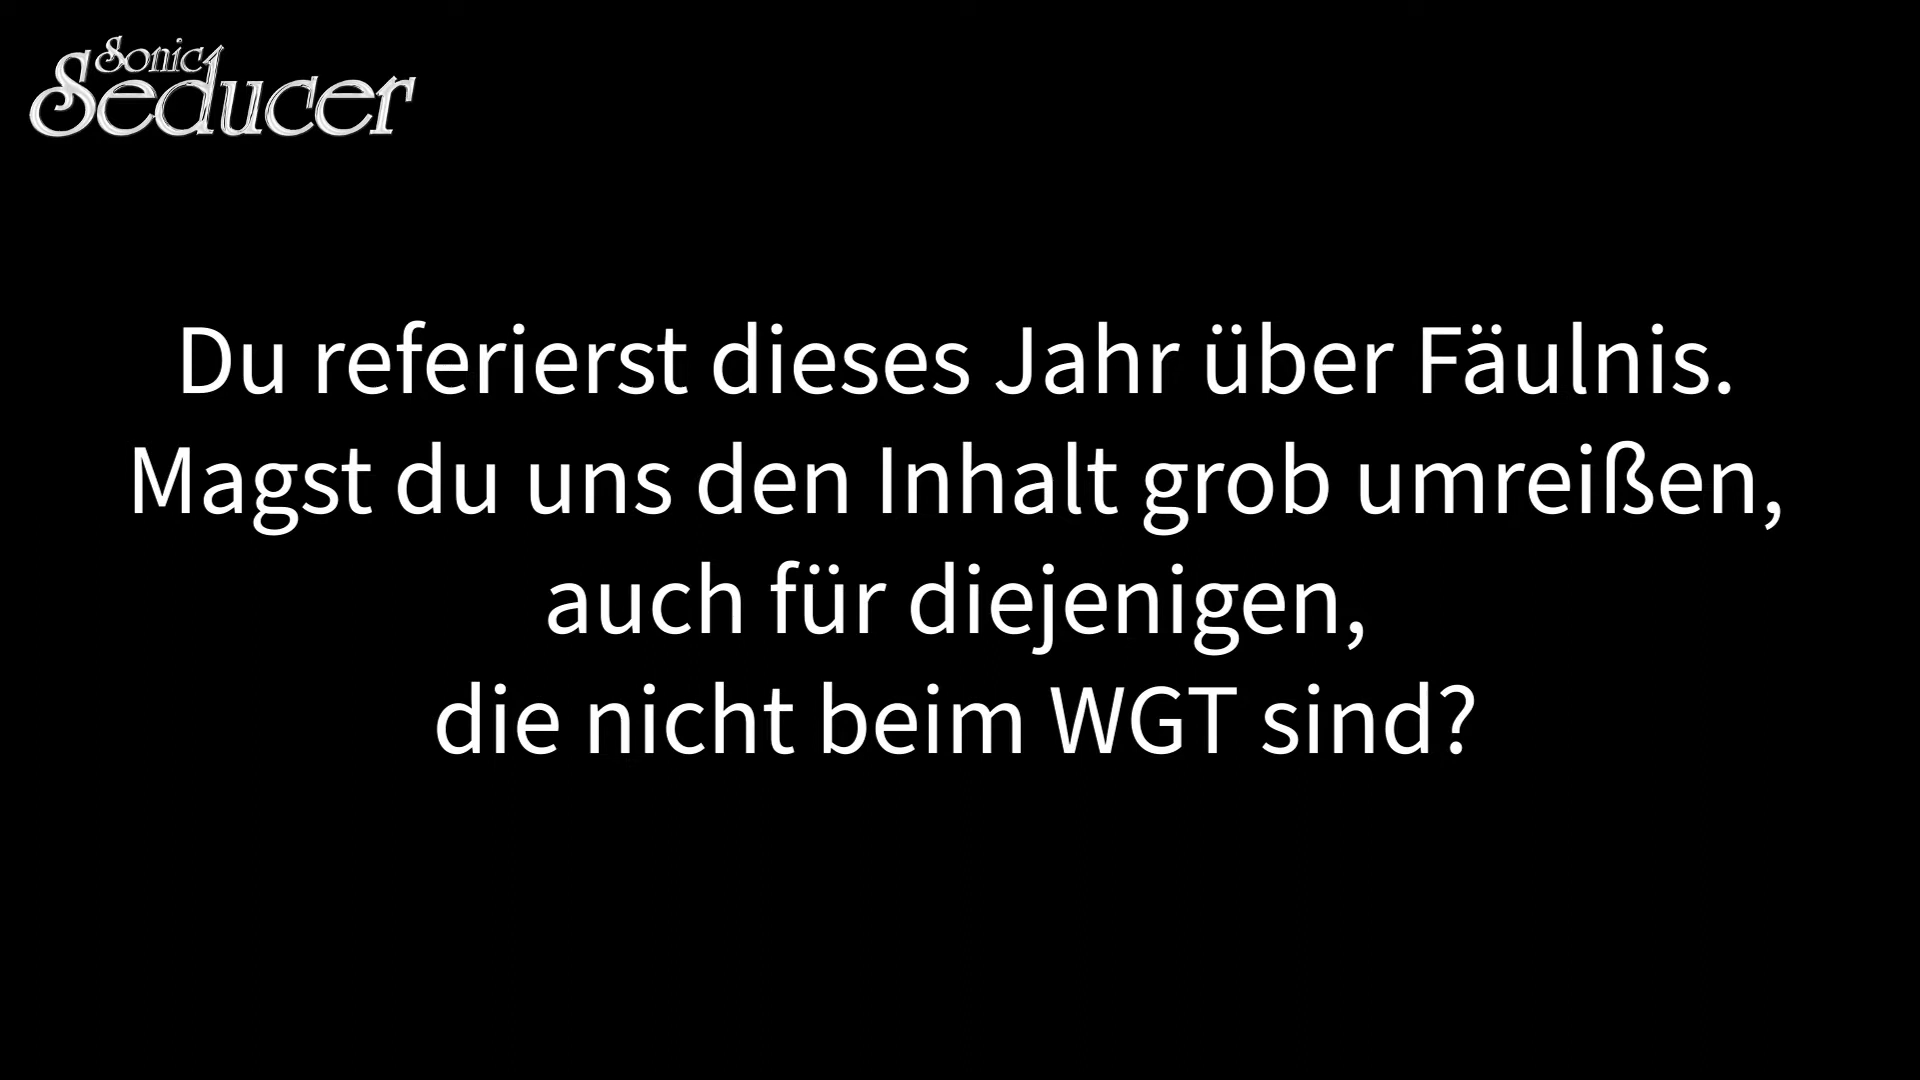 Sonic
Seducer
Du referierst dieses Jahr über Fäulnis.
Magst du uns den Inhalt grob umreißen,
auch für diejenigen,
die nicht beim WGT sind?